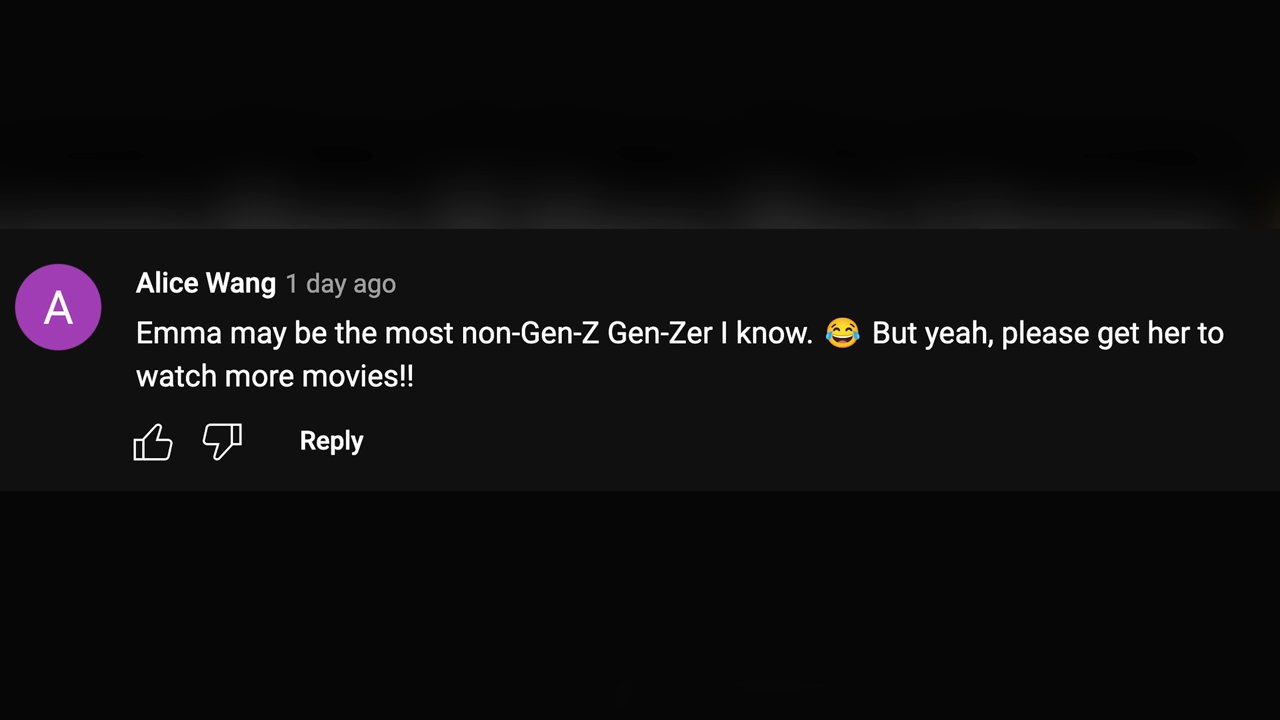 A
Alice Wang 1 day ago
Emma may be the most non-Gen-Z Gen-Zer I know. 😂 But yeah, please get her to
watch more movies!!
Reply